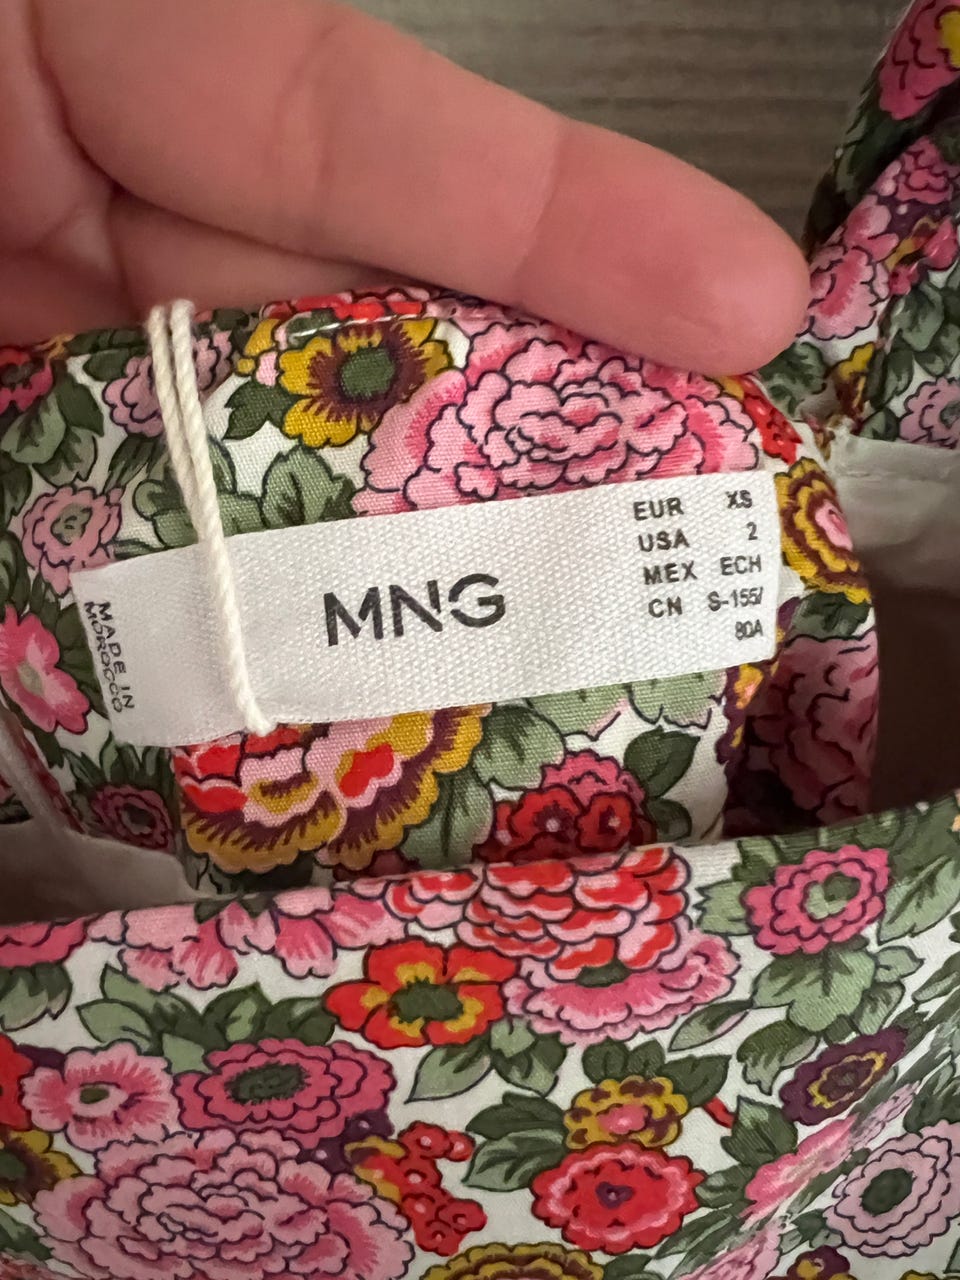 MNG
EUR XS
USA 2
MEX ECH
CN S-155/
80A
MADE IN
MOROCCO